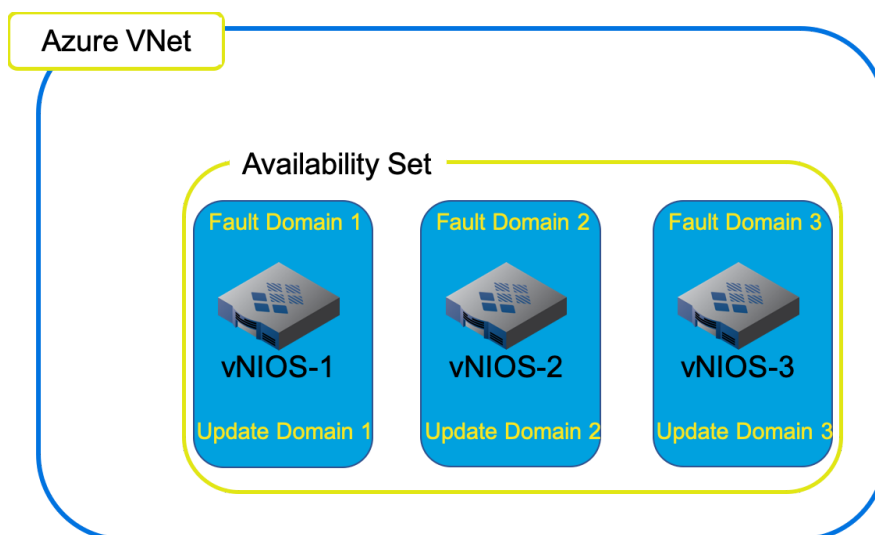 Azure VNet
Availability Set
Fault Domain 1
Fault Domain 2
Fault Domain 3
vNIOS-1
vNIOS-2
vNIOS-3
Update Domain 1
Update Domain 2
Update Domain 3